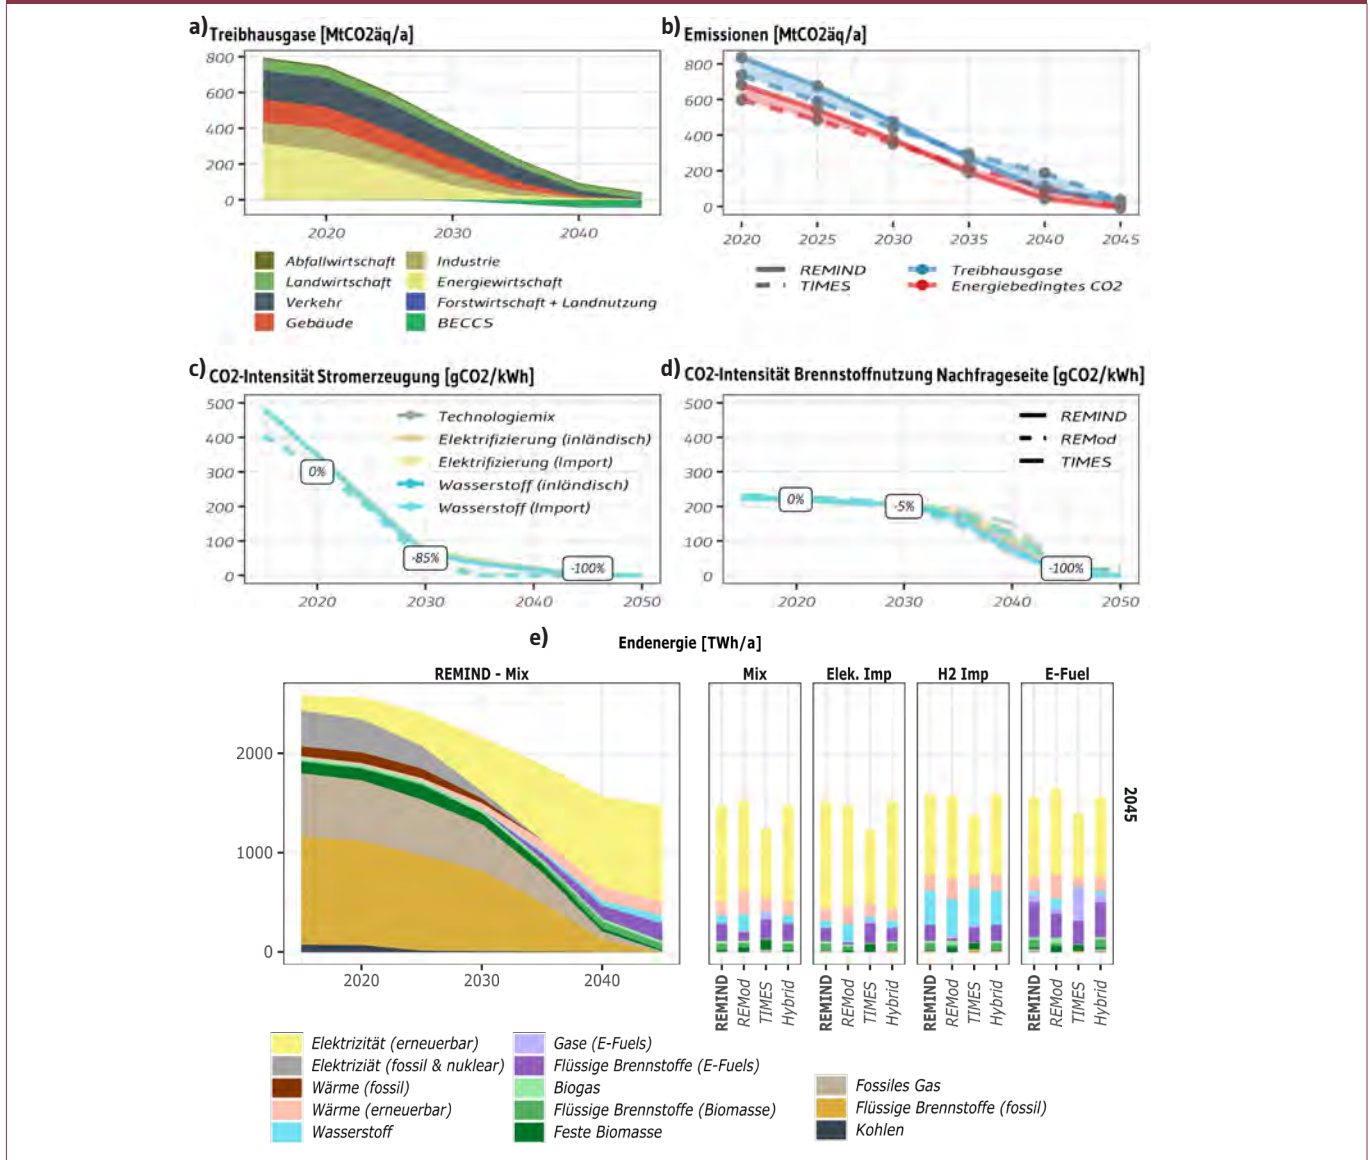 a) Treibhausgase [MtCO2äq/a]
800
600
400
200
0
2020
2030
2040
Abfallwirtschaft
Landwirtschaft
Verkehr
Gebäude
Industrie
Energiewirtschaft
Forstwirtschaft + Landnutzung
BECCS
b) Emissionen [MtCO2äq/a]
800
600
400
200
0
2020
2025
2030
2035
2040
2045
REMIND
TIMES
Treibhausgase
Energiebedingtes CO2
c) CO2-Intensität Stromerzeugung [gCO2/kWh]
500
400
300
200
100
0
2020
2030
2040
2050
Technologiemix
Elektrifizierung (inländisch)
Elektrifizierung (Import)
Wasserstoff (inländisch)
Wasserstoff (Import)
0%
-85%
-100%
d) CO2-Intensität Brennstoffnutzung Nachfrageseite [gCO2/kWh]
500
400
300
200
100
0
2020
2030
2040
2050
REMIND
REMod
TIMES
0%
-5%
-100%
e) Endenergie [TWh/a]
REMIND - Mix
Mix
Elek. Imp
H2 Imp
E-Fuel
2000
1000
0
2020
2030
2040
2045
REMIND
REMod
TIMES
Hybrid
REMIND
REMod
TIMES
Hybrid
REMIND
REMod
TIMES
Hybrid
REMIND
REMod
TIMES
Hybrid
Elektrizität (erneuerbar)
Elektriziät (fossil & nuklear)
Wärme (fossil)
Wärme (erneuerbar)
Wasserstoff
Gase (E-Fuels)
Flüssige Brennstoffe (E-Fuels)
Biogas
Flüssige Brennstoffe (Biomasse)
Feste Biomasse
Fossiles Gas
Flüssige Brennstoffe (fossil)
Kohlen